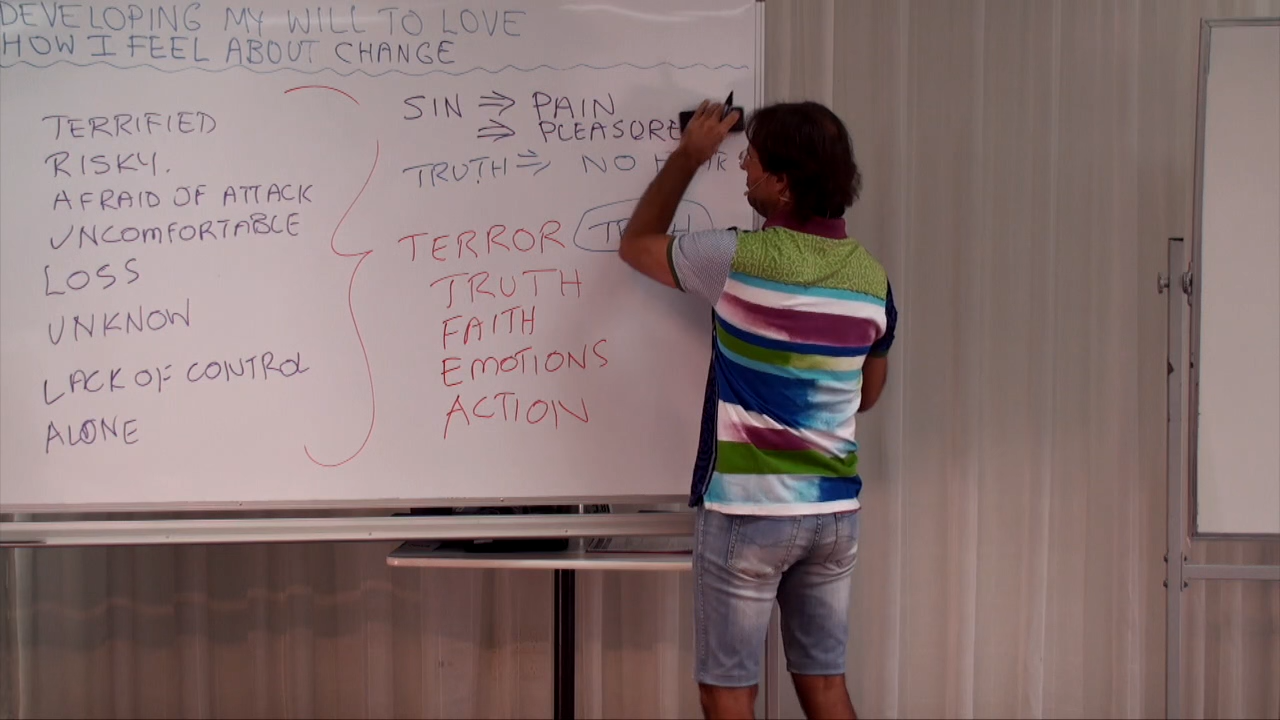 DEVELOPING MY WILL TO LOVE
HOW I FEEL ABOUT CHANGE
TERRIFIED
RISKY.
AFRAID OF ATTACK
UNCOMFORTABLE
LOSS
UNKNOW
LACK OF CONTROL
ALONE
SIN ⇒ PAIN
⇒ PLEASURE
TRUTH ⇒ NO
TERROR
TRUTH
FAITH
EMOTIONS
ACTION